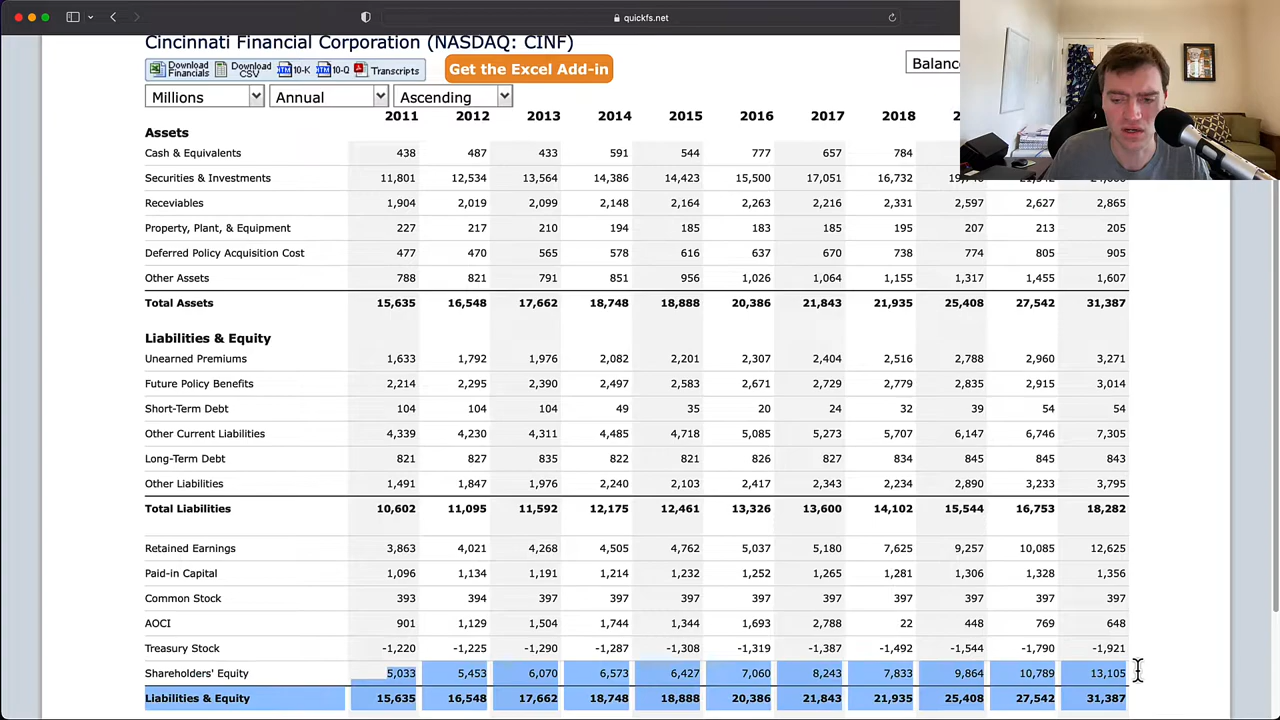 quickfs.net
Cincinnati Financial Corporation (NASDAQ: CINF)
Download Financials Download CSV 10-K 10-Q Transcripts Get the Excel Add-in Balanc
Millions Annual Ascending
2011 2012 2013 2014 2015 2016 2017 2018
Assets
Cash & Equivalents 438 487 433 591 544 777 657 784
Securities & Investments 11,801 12,534 13,564 14,386 14,423 15,500 17,051 16,732
Receviables 1,904 2,019 2,099 2,148 2,164 2,263 2,216 2,331 2,597 2,627 2,865
Property, Plant, & Equipment 227 217 210 194 185 183 185 195 207 213 205
Deferred Policy Acquisition Cost 477 470 565 578 616 637 670 738 774 805 905
Other Assets 788 821 791 851 956 1,026 1,064 1,155 1,317 1,455 1,607
Total Assets 15,635 16,548 17,662 18,748 18,888 20,386 21,843 21,935 25,408 27,542 31,387
Liabilities & Equity
Unearned Premiums 1,633 1,792 1,976 2,082 2,201 2,307 2,404 2,516 2,788 2,960 3,271
Future Policy Benefits 2,214 2,295 2,390 2,497 2,583 2,671 2,729 2,779 2,835 2,915 3,014
Short-Term Debt 104 104 104 49 35 20 24 32 39 54 54
Other Current Liabilities 4,339 4,230 4,311 4,485 4,718 5,085 5,273 5,707 6,147 6,746 7,305
Long-Term Debt 821 827 835 822 821 826 827 834 845 845 843
Other Liabilities 1,491 1,847 1,976 2,240 2,103 2,417 2,343 2,234 2,890 3,233 3,795
Total Liabilities 10,602 11,095 11,592 12,175 12,461 13,326 13,600 14,102 15,544 16,753 18,282
Retained Earnings 3,863 4,021 4,268 4,505 4,762 5,037 5,180 7,625 9,257 10,085 12,625
Paid-in Capital 1,096 1,134 1,191 1,214 1,232 1,252 1,265 1,281 1,306 1,328 1,356
Common Stock 393 394 397 397 397 397 397 397 397 397 397
AOCI 901 1,129 1,504 1,744 1,344 1,693 2,788 22 448 769 648
Treasury Stock -1,220 -1,225 -1,290 -1,287 -1,308 -1,319 -1,387 -1,492 -1,544 -1,790 -1,921
Shareholders' Equity 5,033 5,453 6,070 6,573 6,427 7,060 8,243 7,833 9,864 10,789 13,105
Liabilities & Equity 15,635 16,548 17,662 18,748 18,888 20,386 21,843 21,935 25,408 27,542 31,387